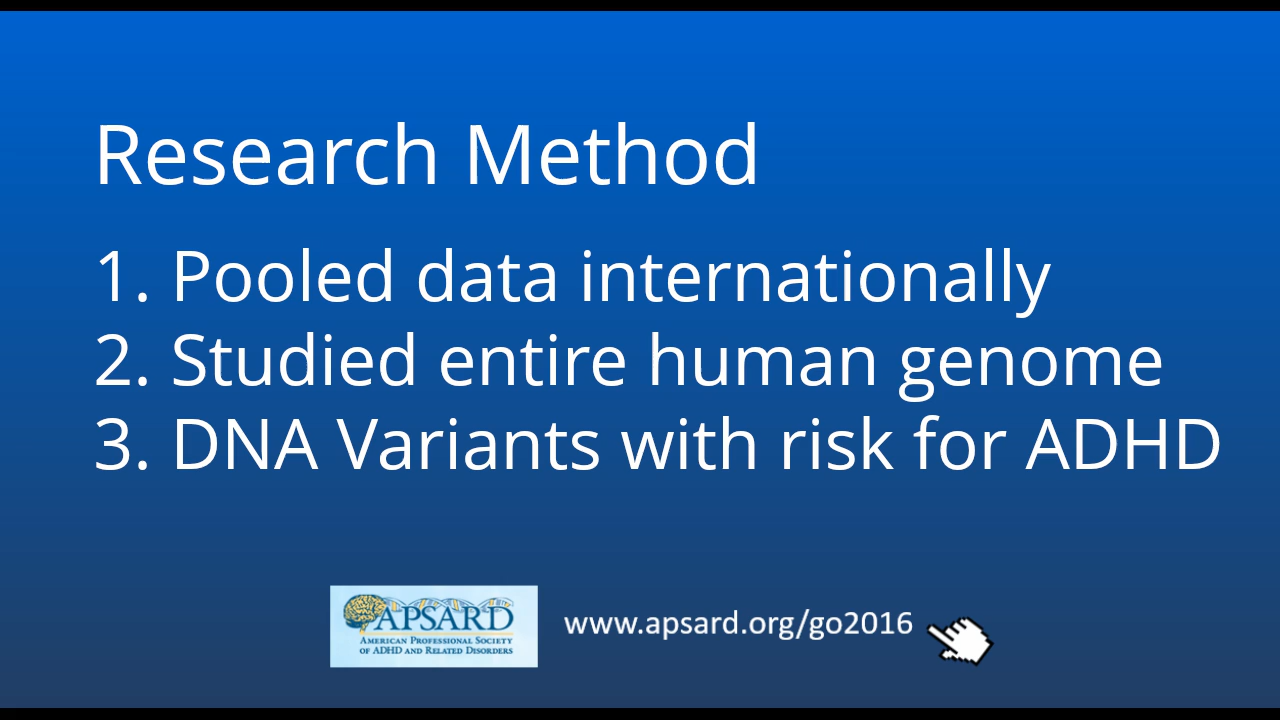 Research Method
1. Pooled data internationally
2. Studied entire human genome
3. DNA Variants with risk for ADHD
APSARD
American Professional Society
of ADHD and Related Disorders
www.apsard.org/go2016